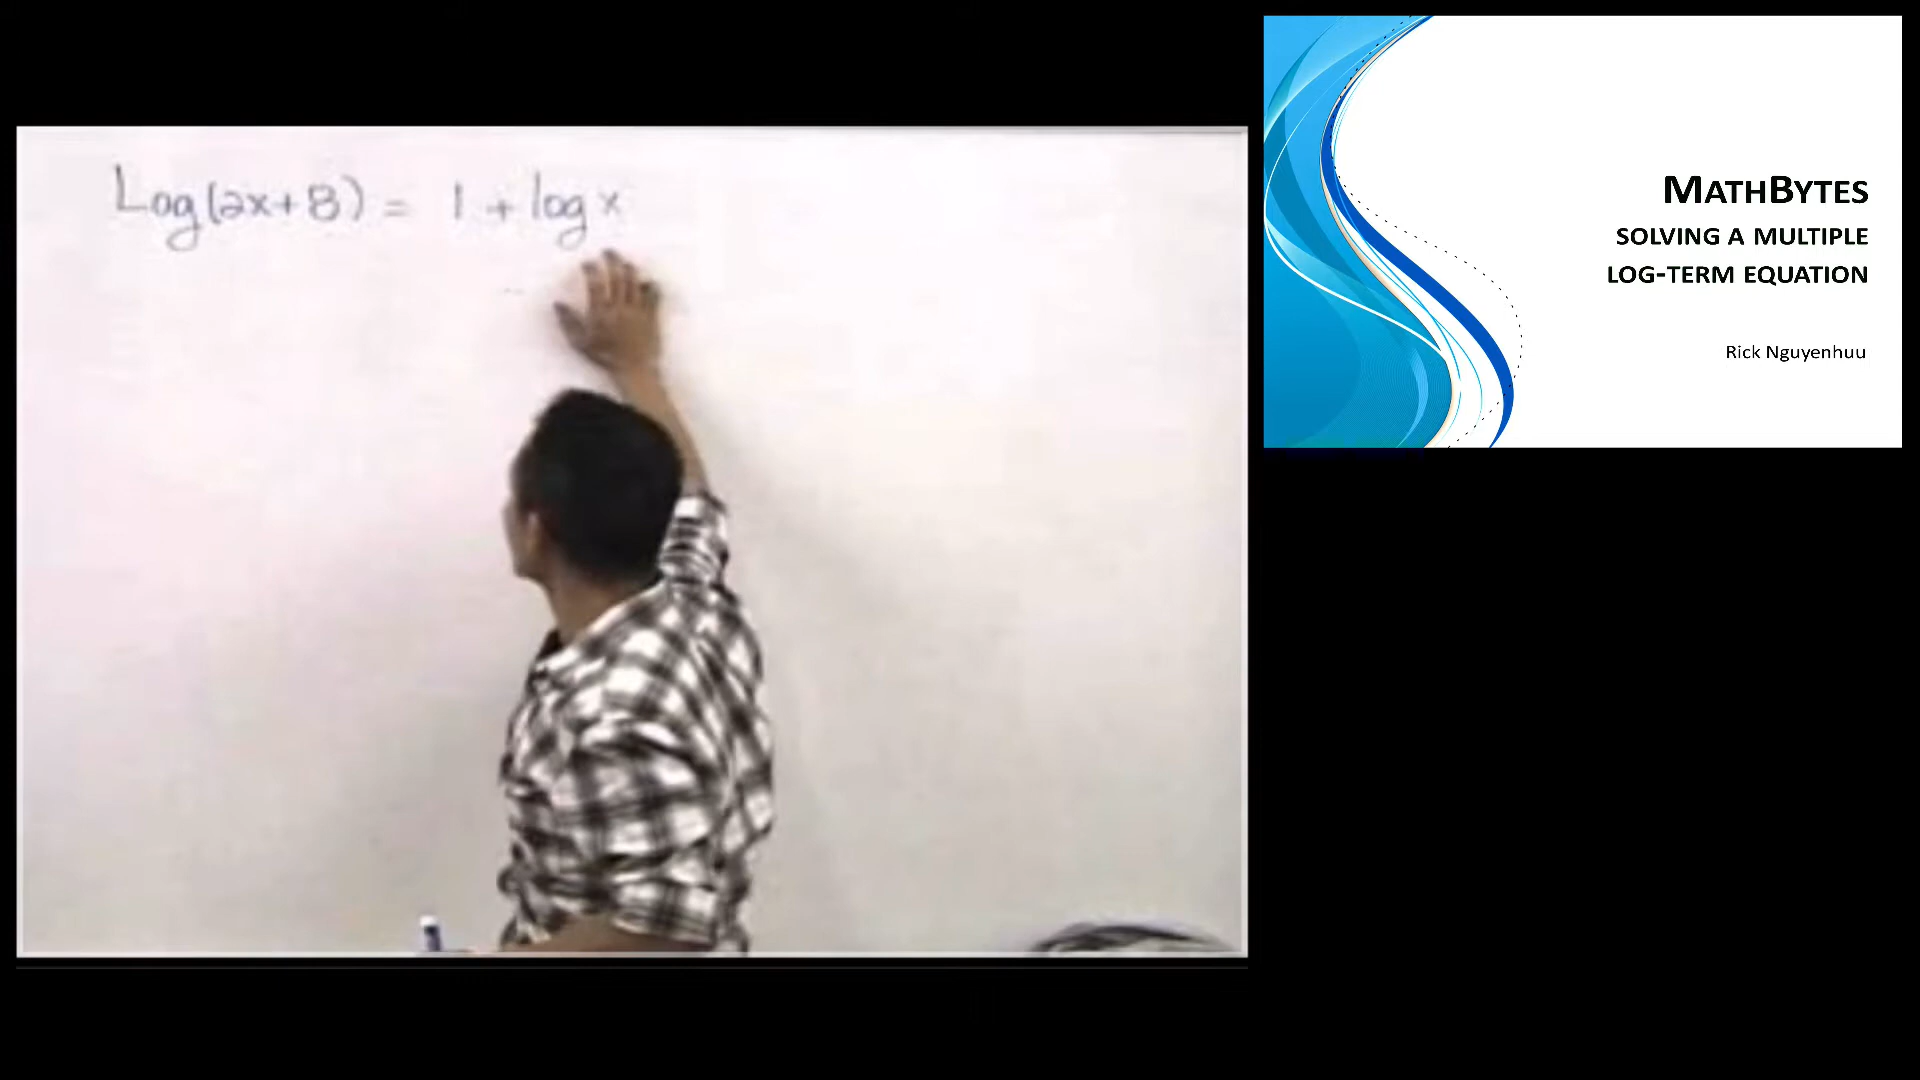 Log(2x+8) = 1 + log x
MATHBYTES
SOLVING A MULTIPLE
LOG-TERM EQUATION
Rick Nguyenhuu